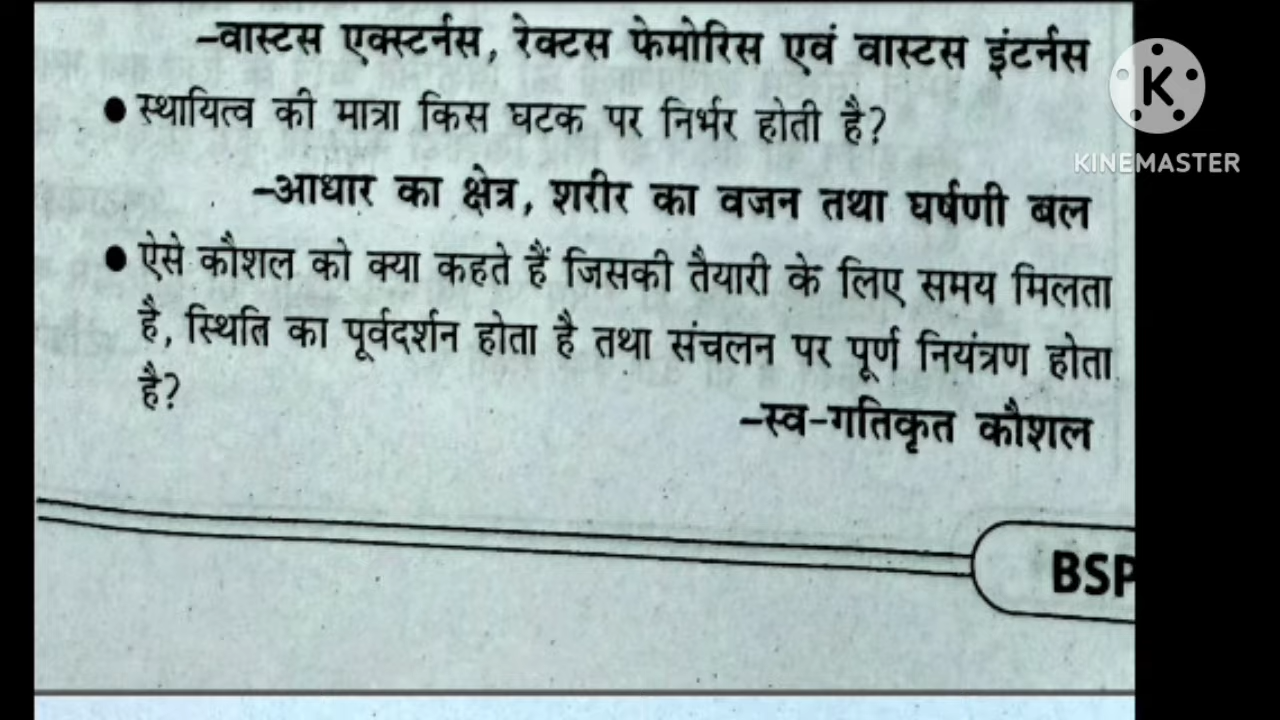 -वास्टस एक्स्टर्नस, रेक्टस फेमोरिस एवं वास्टस इंटर्नस
● स्थायित्व की मात्रा किस घटक पर निर्भर होती है?
-आधार का क्षेत्र, शरीर का वजन तथा घर्षणी बल
● ऐसे कौशल को क्या कहते हैं जिसकी तैयारी के लिए समय मिलता
है, स्थिति का पूर्वदर्शन होता है तथा संचलन पर पूर्ण नियंत्रण होता
है?
-स्व-गतिकृत कौशल
BSP
K
KINEMASTER